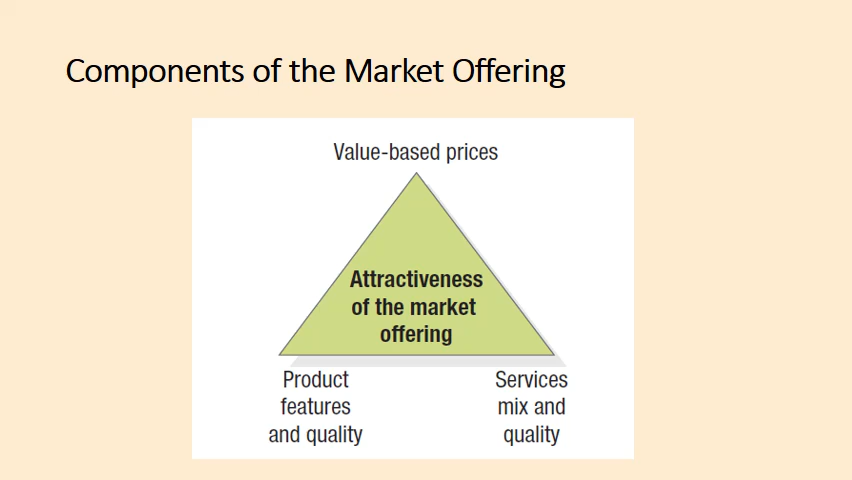 Components of the Market Offering
Value-based prices
Attractiveness
of the market
offering
Product
features
and quality
Services
mix and
quality